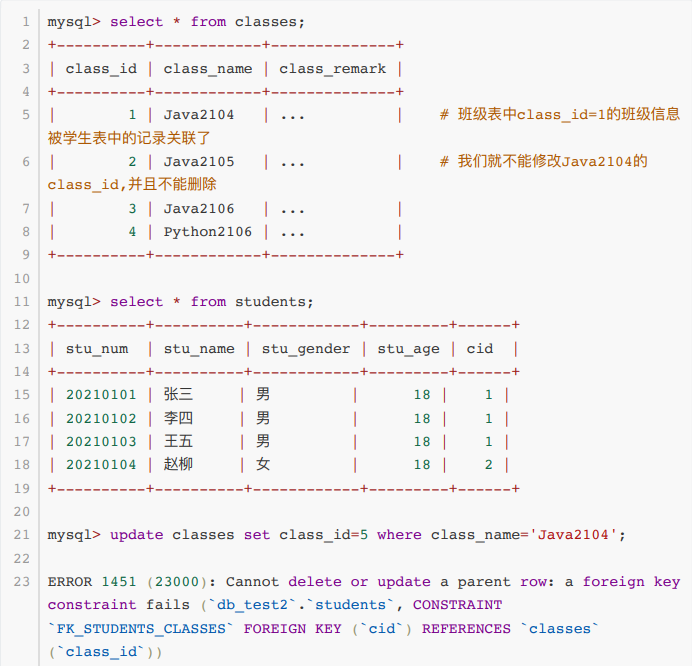 1 mysql> select * from classes;
2 +----------+------------+--------------+
3 | class_id | class_name | class_remark |
4 +----------+------------+--------------+
5 |        1 | Java2104   | ...          |    # 班级表中class_id=1的班级信息
被学生表中的记录关联了
6 |        2 | Java2105   | ...          |    # 我们就不能修改Java2104的
class_id,并且不能删除
7 |        3 | Java2106   | ...          |
8 |        4 | Python2106 | ...          |
9 +----------+------------+--------------+
10
11 mysql> select * from students;
12 +----------+----------+------------+---------+------+
13 | stu_num  | stu_name | stu_gender | stu_age | cid  |
14 +----------+----------+------------+---------+------+
15 | 20210101 | 张三     | 男         |      18 |    1 |
16 | 20210102 | 李四     | 男         |      18 |    1 |
17 | 20210103 | 王五     | 男         |      18 |    1 |
18 | 20210104 | 赵柳     | 女         |      18 |    2 |
19 +----------+----------+------------+---------+------+
20
21 mysql> update classes set class_id=5 where class_name='Java2104';
22
23 ERROR 1451 (23000): Cannot delete or update a parent row: a foreign key
constraint fails (`db_test2`.`students`, CONSTRAINT
`FK_STUDENTS_CLASSES` FOREIGN KEY (`cid`) REFERENCES `classes`
(`class_id`))